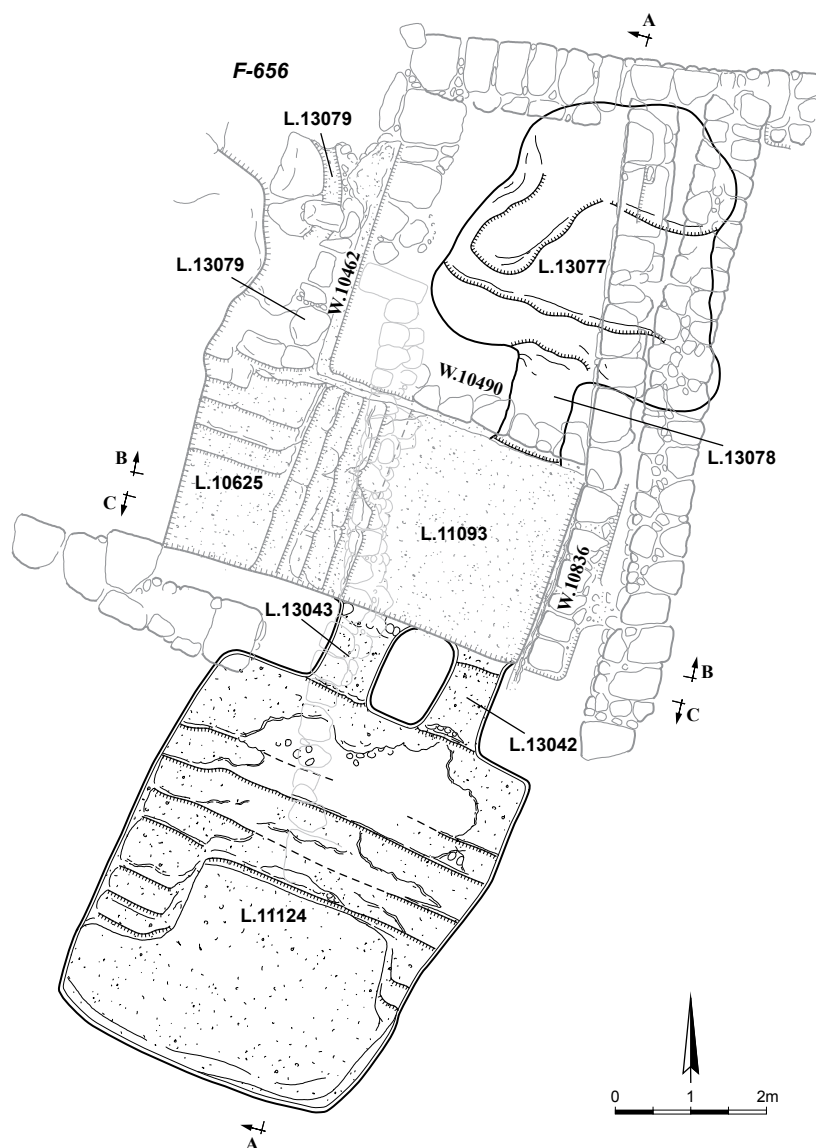 A
F-656
L.13079
L.13079
W.10462
L.13077
W.10490
L.13078
B
C
L.10625
L.11093
W.10836
L.13043
B
C
L.13042
L.11124
0 1 2m
A